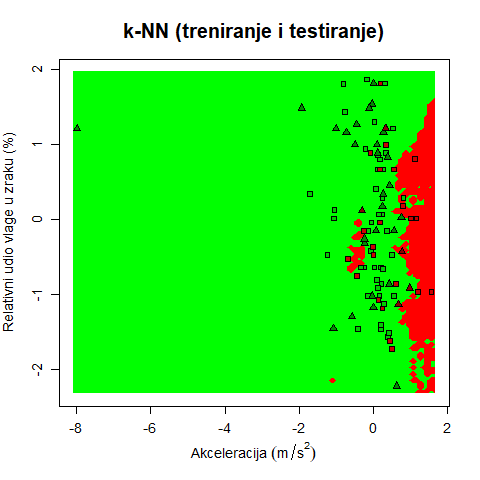 k-NN (treniranje i testiranje)
Relativni udio vlage u zraku (%)
2
1
0
-1
-2
-8 -6 -4 -2 0 2
Akceleracija (m/s²)